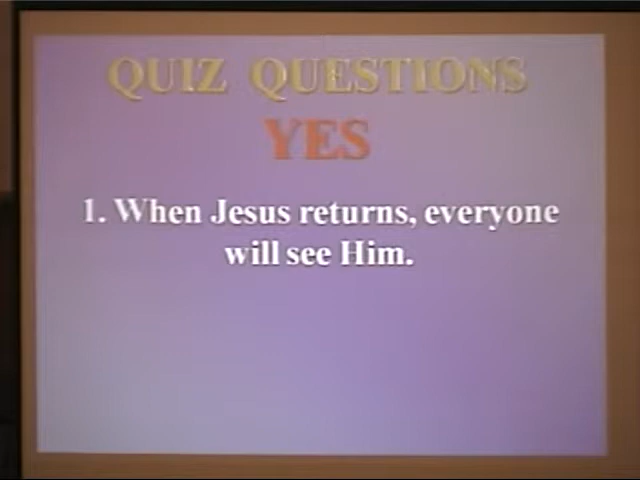 QUIZ QUESTIONS
YES
1. When Jesus returns, everyone
will see Him.